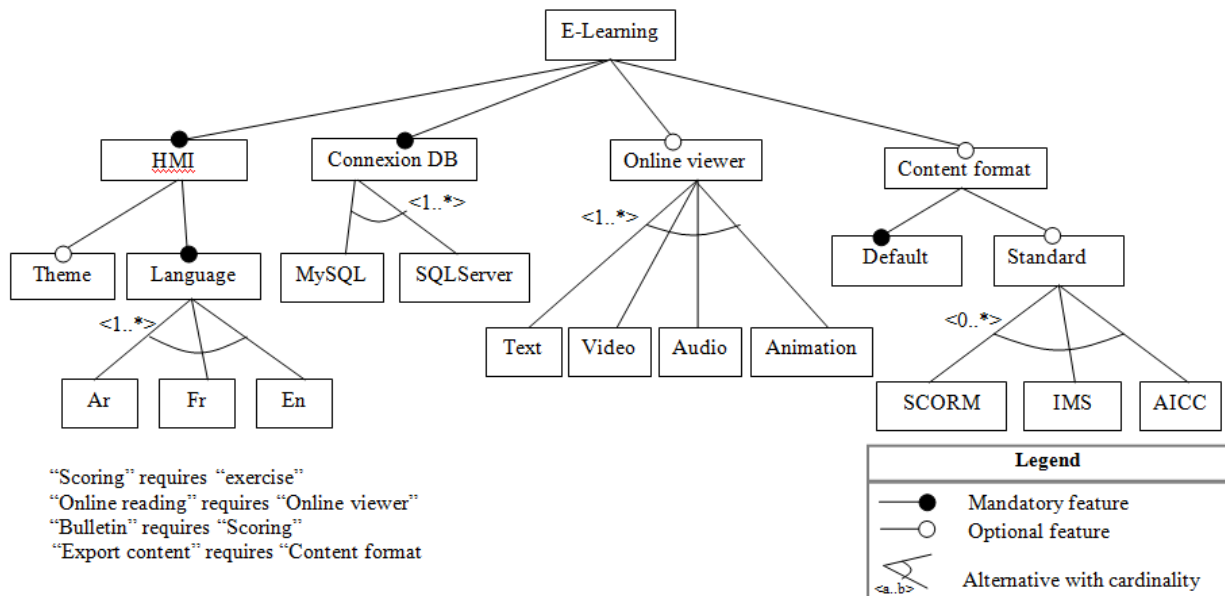 E-Learning
HMI
Connexion DB
Online viewer
Content format
<1..*>
<1..*>
Theme
Language
MySQL
SQLServer
Default
Standard
<1..*>
<0..*>
Text
Video
Audio
Animation
Ar
Fr
En
SCORM
IMS
AICC
“Scoring” requires “exercise”
“Online reading” requires “Online viewer”
“Bulletin” requires “Scoring”
“Export content” requires “Content format
Legend
Mandatory feature
Optional feature
<a..b>
Alternative with cardinality